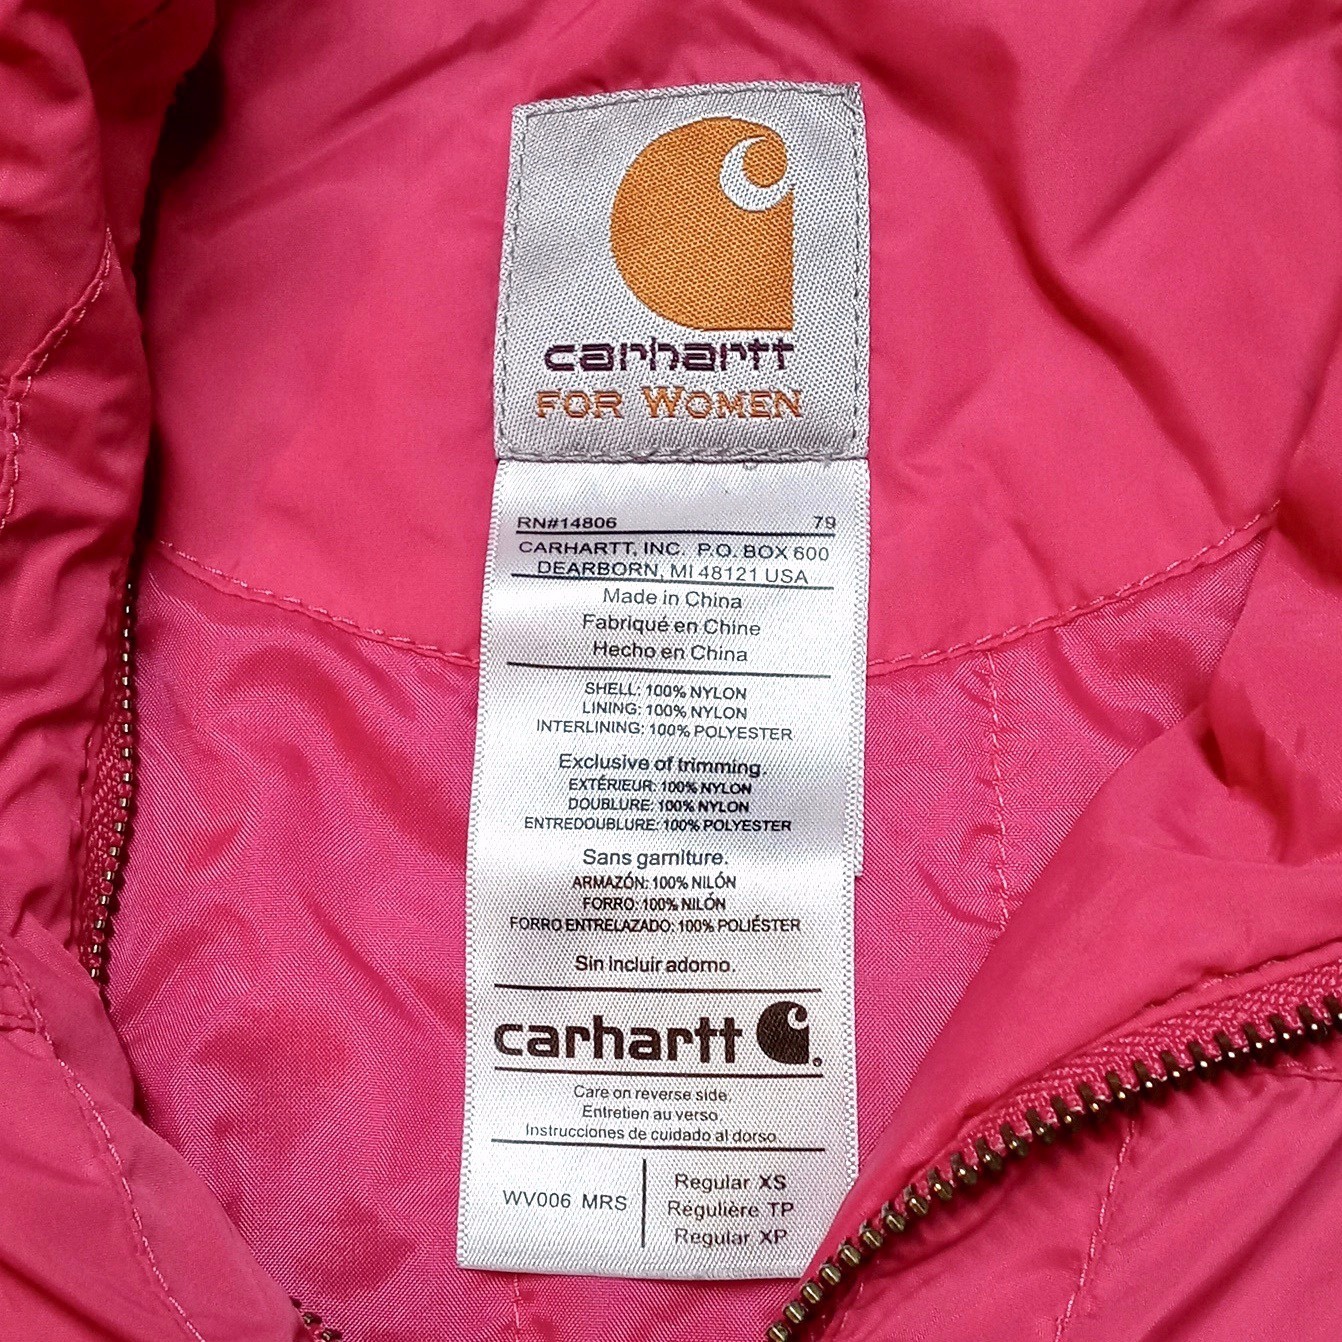 carhartt
FOR WOMEN
RN#14806 79
CARHARTT, INC. P.O. BOX 600
DEARBORN, MI 48121 USA
Made in China
Fabriqué en Chine
Hecho en China
SHELL: 100% NYLON
LINING: 100% NYLON
INTERLINING: 100% POLYESTER
Exclusive of trimming.
EXTÉRIEUR: 100% NYLON
DOUBLURE: 100% NYLON
ENTREDOUBLURE: 100% POLYESTER
Sans garniture.
ARMAZÓN: 100% NILÓN
FORRO: 100% NILÓN
FORRO ENTRELAZADO: 100% POLIÉSTER
Sin incluir adorno.
carhartt
Care on reverse side.
Entretien au verso.
Instrucciones de cuidado al dorso.
WV006 MRS
Regular XS
Régulière TP
Regular XP